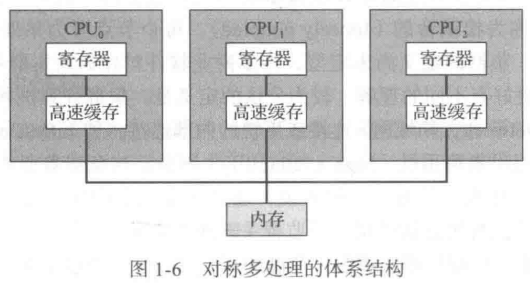 CPU₀ CPU₁ CPU₂
寄存器 寄存器 寄存器
高速缓存 高速缓存 高速缓存
内存
图 1-6 对称多处理的体系结构